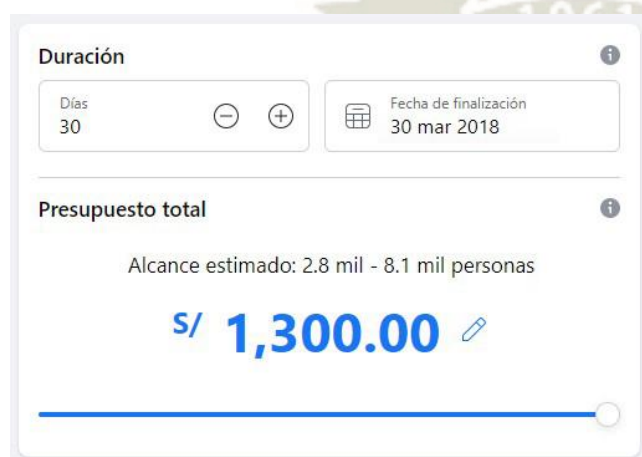 Duración
Días
30
Fecha de finalización
30 mar 2018
Presupuesto total
Alcance estimado: 2.8 mil - 8.1 mil personas
S/ 1,300.00